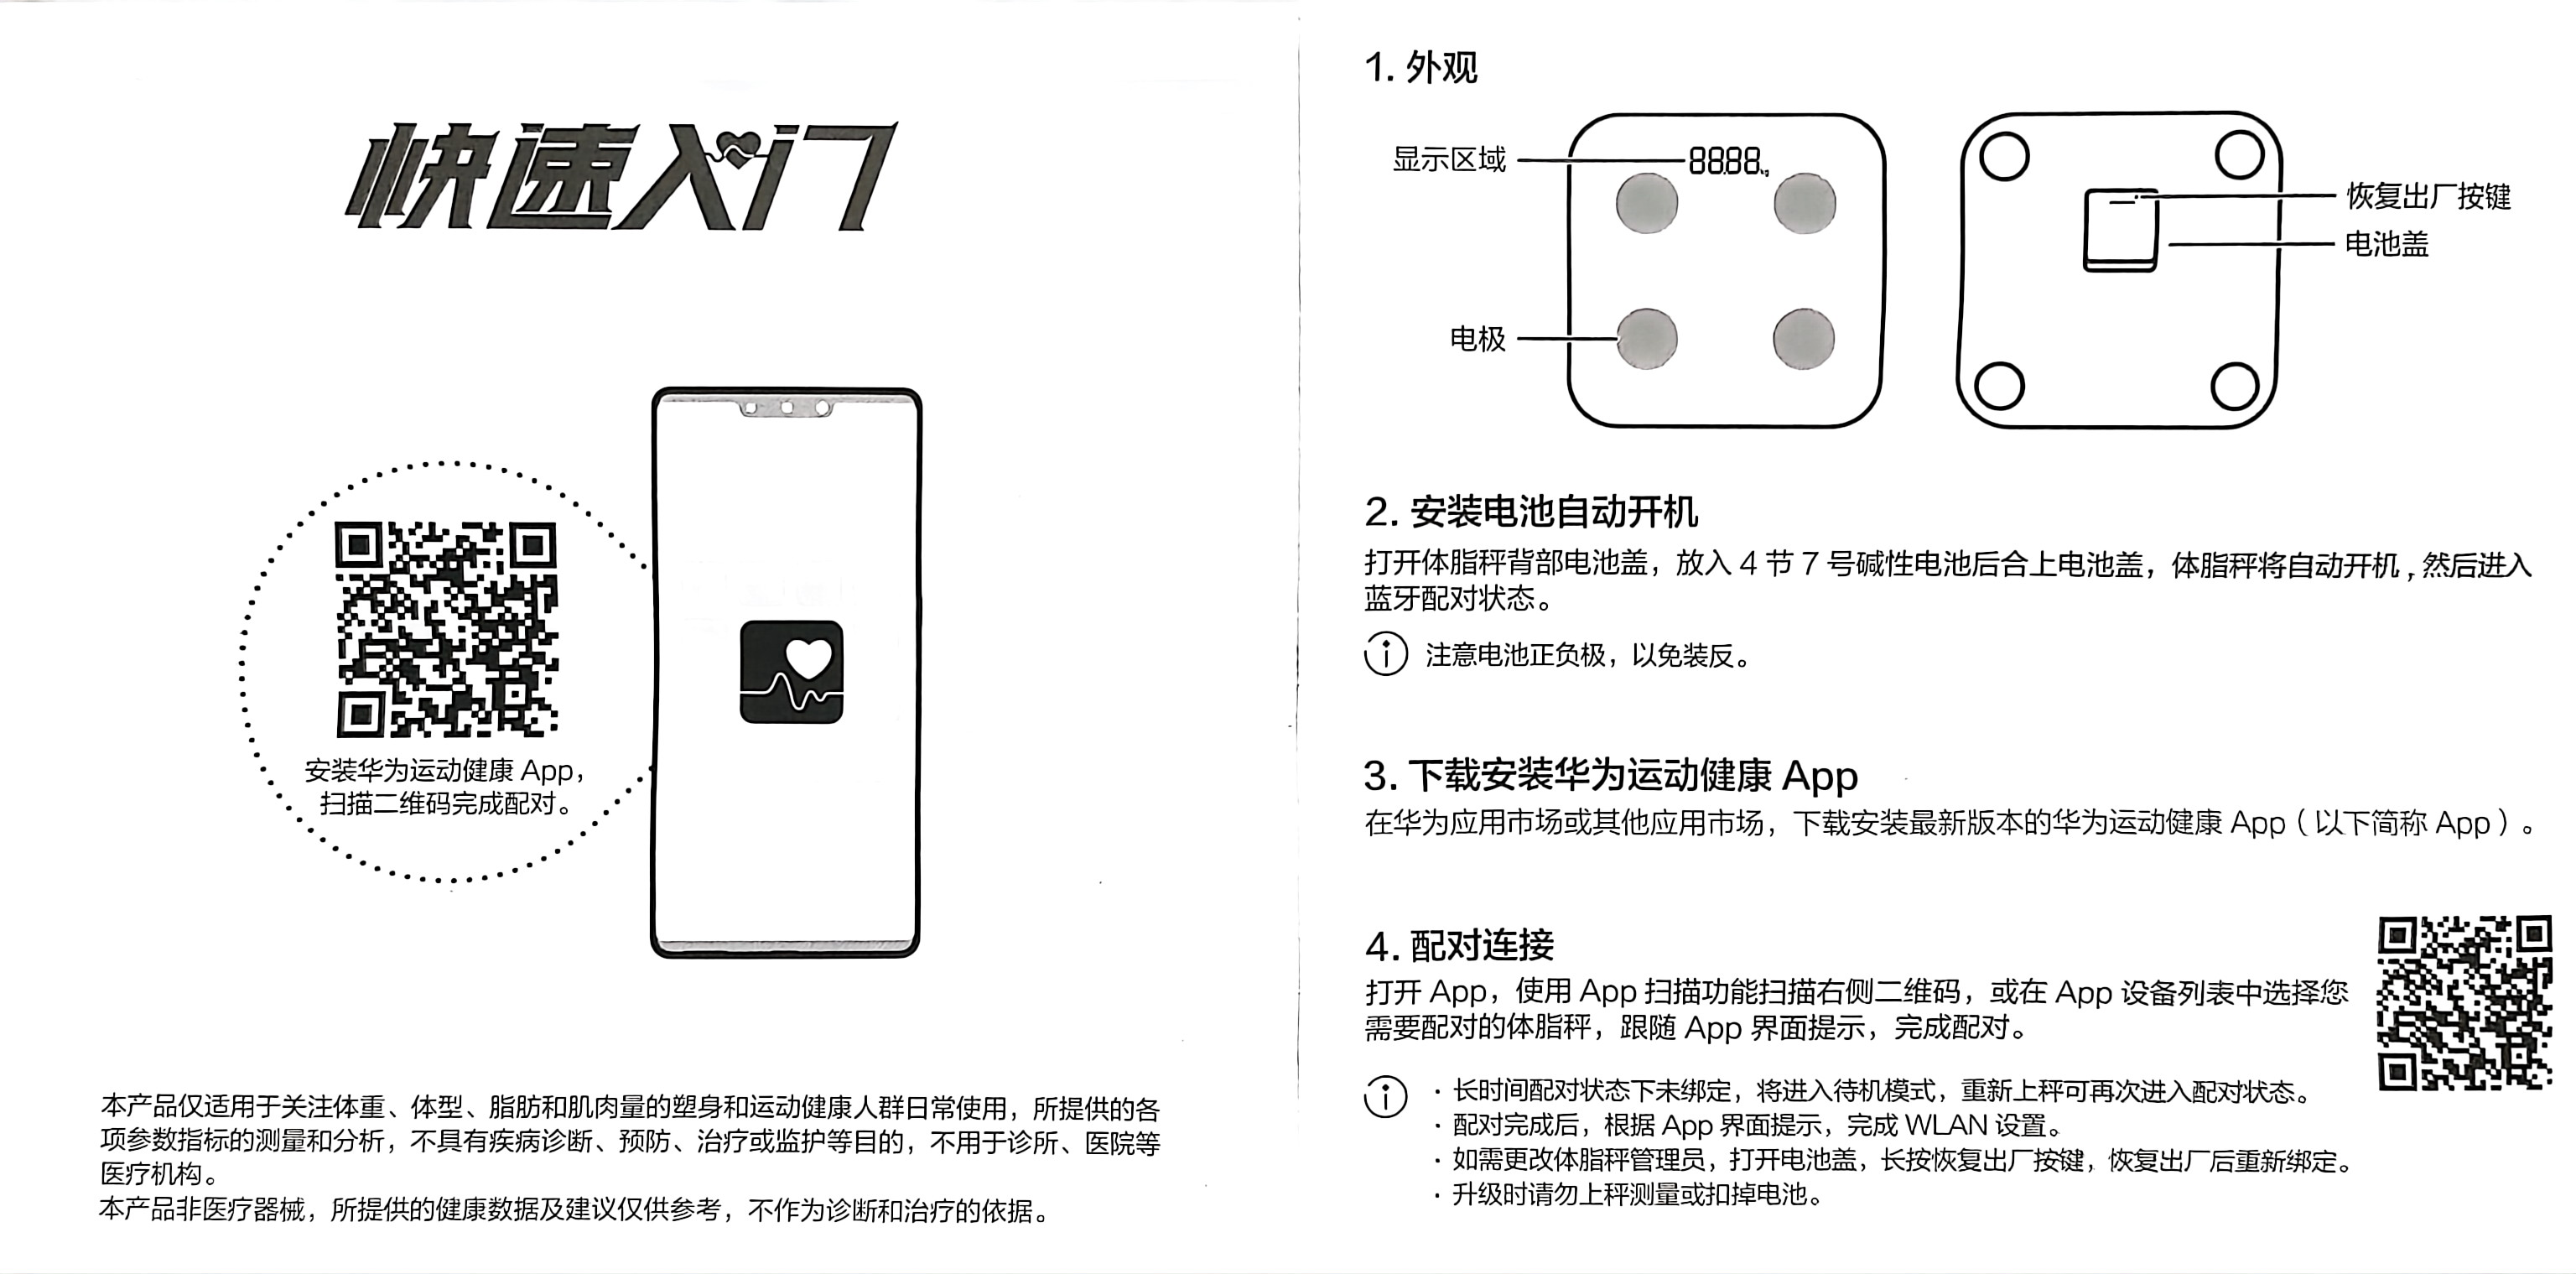 快速入门
安装华为运动健康 App，
扫描二维码完成配对。
本产品仅适用于关注体重、体型、脂肪和肌肉量的塑身和运动健康人群日常使用，所提供的各
项参数指标的测量和分析，不具有疾病诊断、预防、治疗或监护等目的，不用于诊所、医院等
医疗机构。
本产品非医疗器械，所提供的健康数据及建议仅供参考，不作为诊断和治疗的依据。
1. 外观
显示区域
88.88 kg
电极
恢复出厂按键
电池盖
2. 安装电池自动开机
打开体脂秤背部电池盖，放入 4 节 7 号碱性电池后合上电池盖，体脂秤将自动开机，然后进入
蓝牙配对状态。
注意电池正负极，以免装反。
3. 下载安装华为运动健康 App
在华为应用市场或其他应用市场，下载安装最新版本的华为运动健康 App（以下简称 App）。
4. 配对连接
打开 App，使用 App 扫描功能扫描右侧二维码，或在 App 设备列表中选择您
需要配对的体脂秤，跟随 App 界面提示，完成配对。
· 长时间配对状态下未绑定，将进入待机模式，重新上秤可再次进入配对状态。
· 配对完成后，根据 App 界面提示，完成 WLAN 设置。
· 如需更改体脂秤管理员，打开电池盖，长按恢复出厂按键，恢复出厂后重新绑定。
· 升级时请勿上秤测量或扣掉电池。